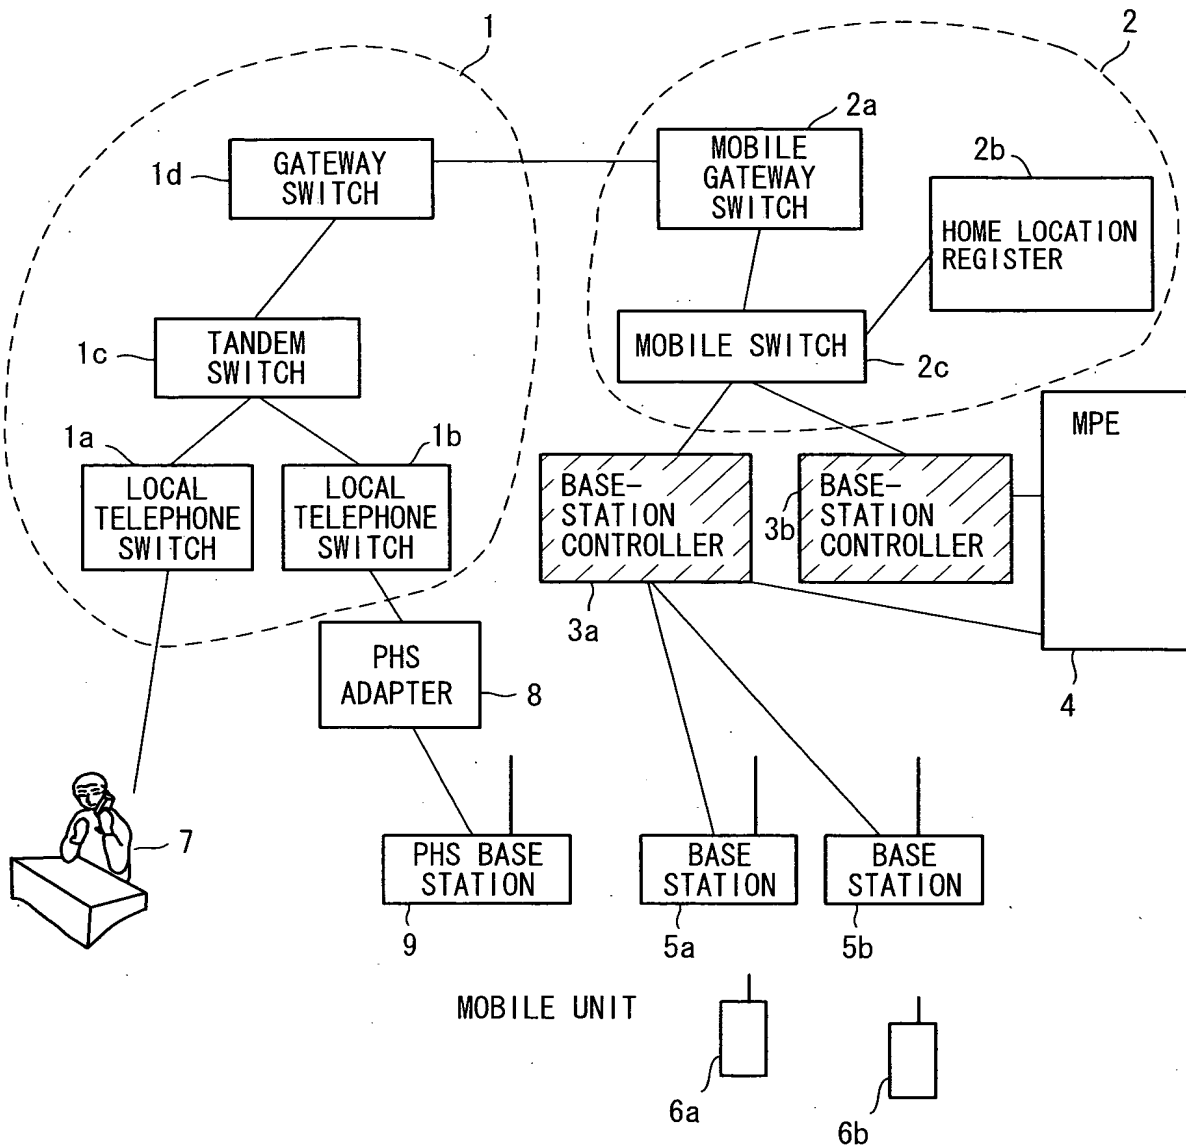 1
2
2a
GATEWAY
SWITCH
1d
MOBILE
GATEWAY
SWITCH
2b
HOME LOCATION
REGISTER
TANDEM
SWITCH
1c
MOBILE SWITCH
2c
1a
1b
MPE
LOCAL
TELEPHONE
SWITCH
LOCAL
TELEPHONE
SWITCH
BASE-
STATION
CONTROLLER
3b
BASE-
STATION
CONTROLLER
3a
PHS
ADAPTER
8
4
7
PHS BASE
STATION
BASE
STATION
BASE
STATION
9
5a
5b
MOBILE UNIT
6a
6b